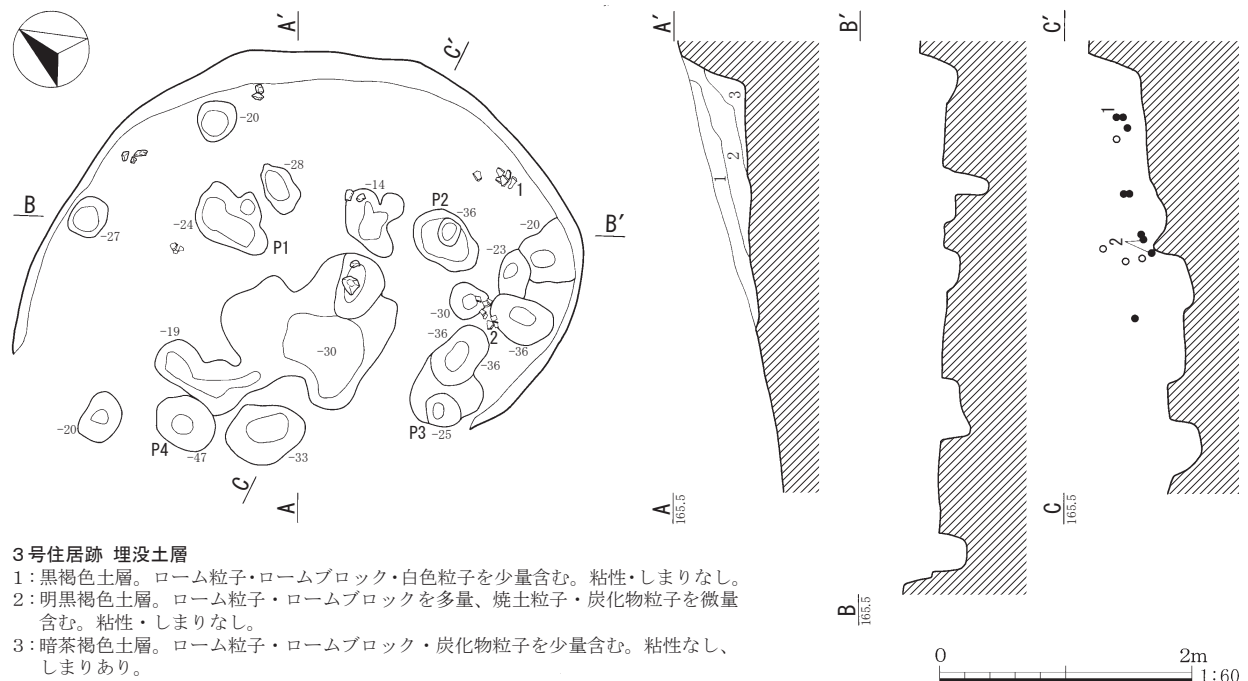 A′
C′
-20
-28
-14
P2
-36
1
B
B′
-27
-24
P1
-20
-23
-30
2
-36
-36
-36
-19
-30
-20
P4
-47
-33
P3
-25
C
A
A′
3
2
1
A
165.5
B′
B
165.5
C′
1
2
C
165.5
3号住居跡 埋没土層
1：黒褐色土層。ローム粒子・ロームブロック・白色粒子を少量含む。粘性・しまりなし。
2：明黒褐色土層。ローム粒子・ロームブロックを多量、焼土粒子・炭化物粒子を微量
含む。粘性・しまりなし。
3：暗茶褐色土層。ローム粒子・ロームブロック・炭化物粒子を少量含む。粘性なし、
しまりあり。
0 2m
1:60